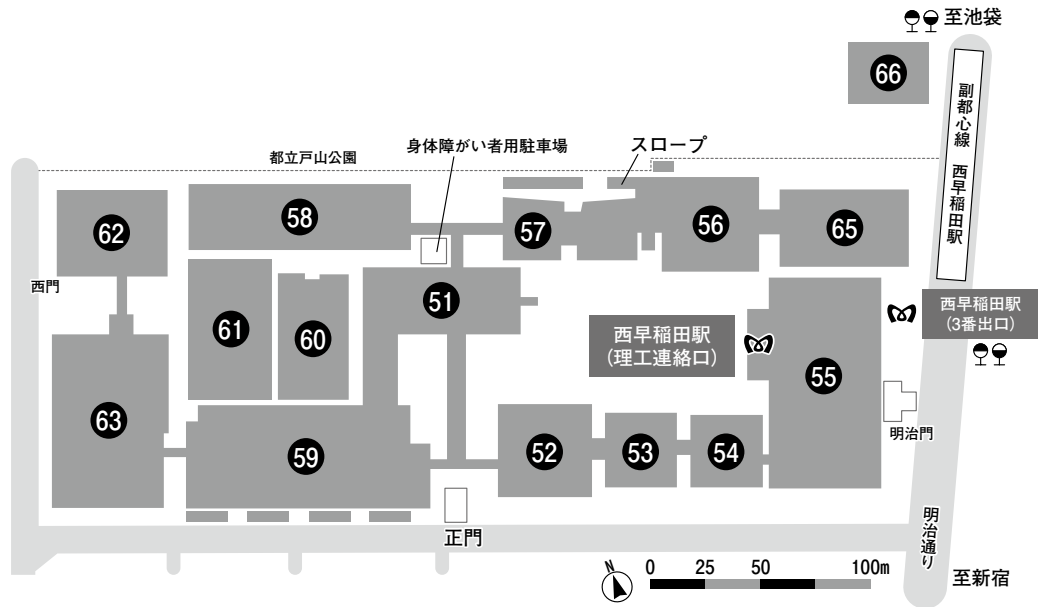 至池袋
66
副都心線 西早稲田駅
都立戸山公園
身体障がい者用駐車場
スロープ
62
58
57
56
65
西門
51
61
60
西早稲田駅
(理工連絡口)
西早稲田駅
(3番出口)
55
63
59
52
53
54
明治門
正門
明治通り
N
0 25 50 100m
至新宿